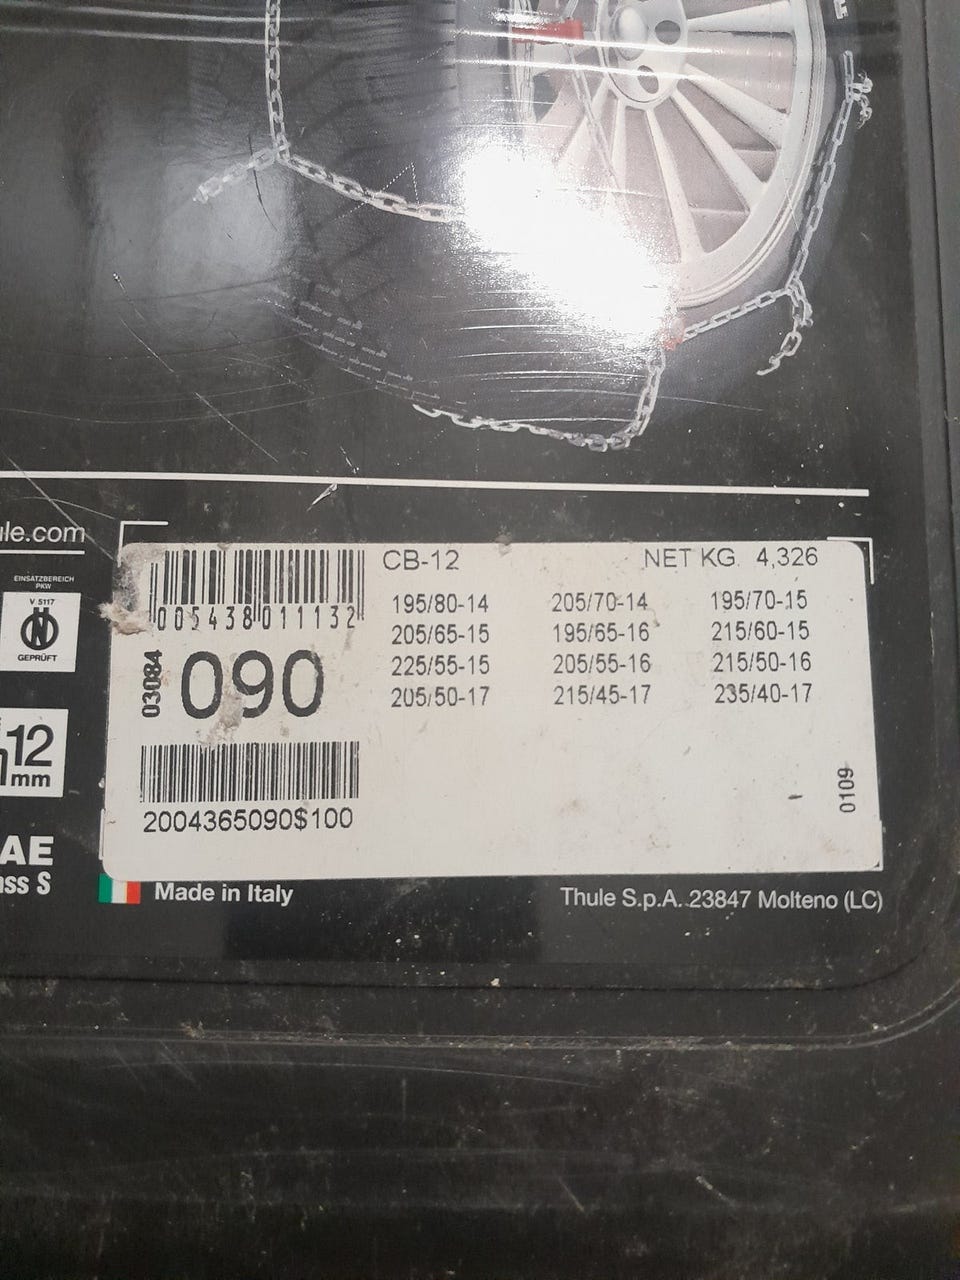 ule.com
EINSATZBEREICH
PKW
V 5117
GEPRÜFT
12
mm
AE
ass S
CB-12 NET KG. 4,326
005438011132
195/80-14 205/70-14 195/70-15
205/65-15 195/65-16 215/60-15
225/55-15 205/55-16 215/50-16
205/50-17 215/45-17 235/40-17
03084
090
2004365090$100
0109
Made in Italy
Thule S.p.A. 23847 Molteno (LC)